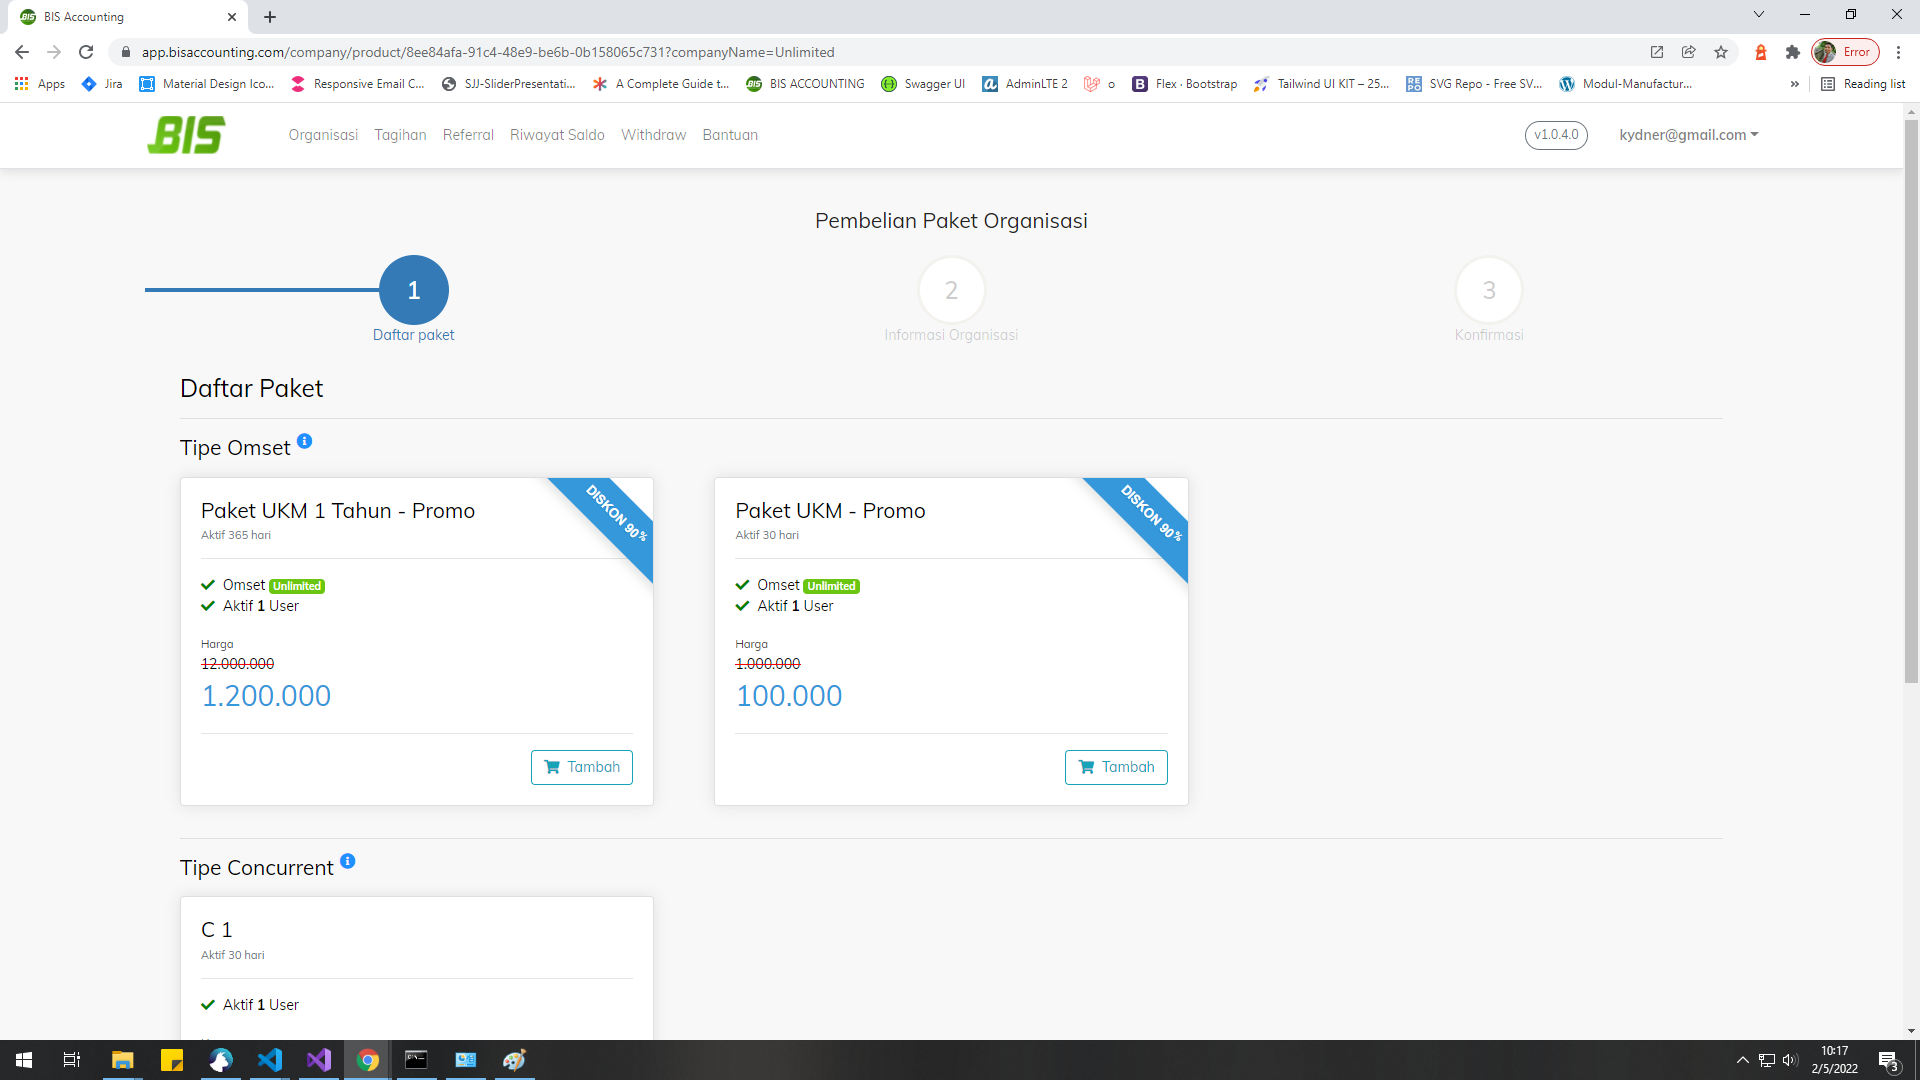 BIS Accounting
app.bisaccounting.com/company/product/8ee84afa-91c4-48e9-be6b-0b158065c731?companyName=Unlimited
Error
Apps
Jira
Material Design Ico...
Responsive Email C...
SJJ-SliderPresentati...
A Complete Guide t...
BIS ACCOUNTING
Swagger UI
AdminLTE 2
o
Flex · Bootstrap
Tailwind UI KIT – 25...
SVG Repo - Free SV...
Modul-Manufactur...
»
Reading list
BIS
Organisasi
Tagihan
Referral
Riwayat Saldo
Withdraw
Bantuan
v1.0.4.0
kydner@gmail.com
Pembelian Paket Organisasi
1
Daftar paket
2
Informasi Organisasi
3
Konfirmasi
Daftar Paket
Tipe Omset
Paket UKM 1 Tahun - Promo
Aktif 365 hari
DISKON 90%
Omset Unlimited
Aktif 1 User
Harga
12.000.000
1.200.000
Tambah
Paket UKM - Promo
Aktif 30 hari
DISKON 90%
Omset Unlimited
Aktif 1 User
Harga
1.000.000
100.000
Tambah
Tipe Concurrent
C 1
Aktif 30 hari
Aktif 1 User
10:17
2/5/2022
3